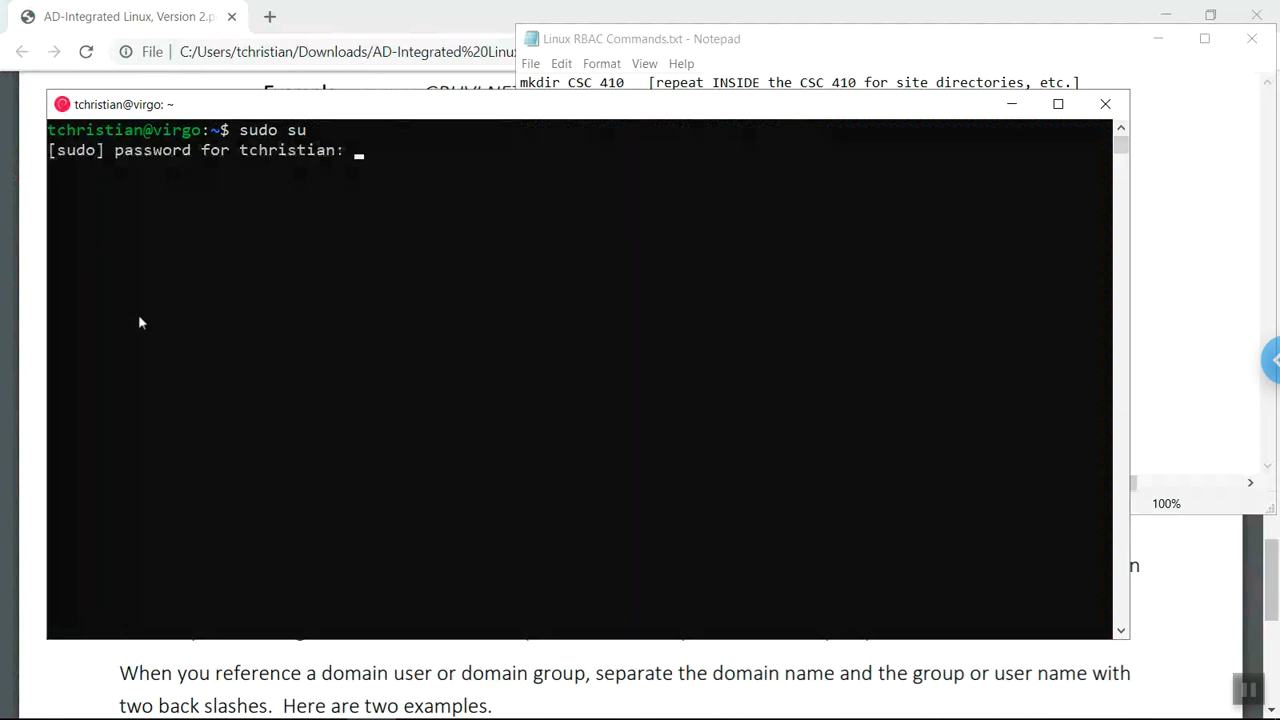 AD-Integrated Linux, Version 2.p
File C:/Users/tchristian/Downloads/AD-Integrated%20Linux
Linux RBAC Commands.txt - Notepad
File Edit Format View Help
mkdir CSC 410 [repeat INSIDE the CSC 410 for site directories, etc.]
tchristian@virgo: ~
tchristian@virgo:~$ sudo su
[sudo] password for tchristian:
100%
n
When you reference a domain user or domain group, separate the domain name and the group or user name with
two back slashes. Here are two examples.